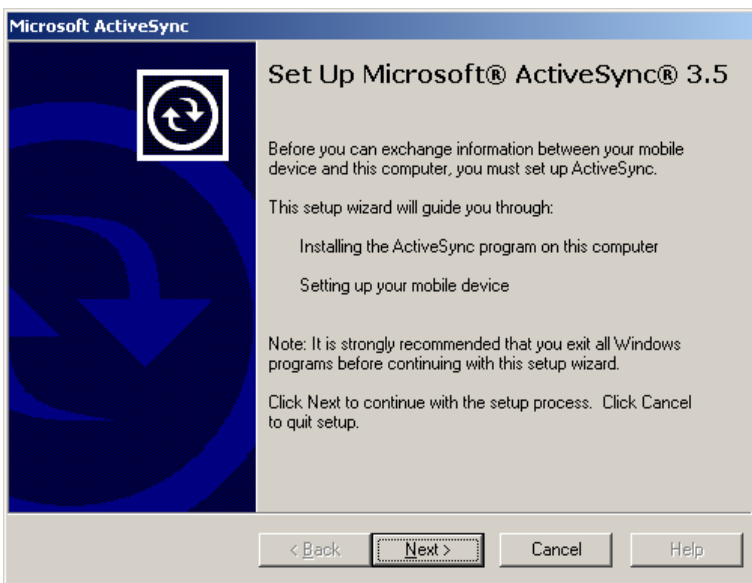 Microsoft ActiveSync
Set Up Microsoft® ActiveSync® 3.5
Before you can exchange information between your mobile
device and this computer, you must set up ActiveSync.
This setup wizard will guide you through:
Installing the ActiveSync program on this computer
Setting up your mobile device
Note: It is strongly recommended that you exit all Windows
programs before continuing with this setup wizard.
Click Next to continue with the setup process.  Click Cancel
to quit setup.
< Back Next > Cancel Help